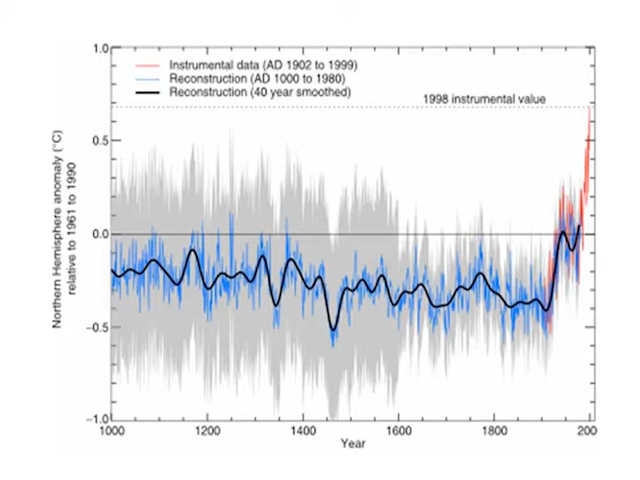 1.0
Instrumental data (AD 1902 to 1999)
Reconstruction (AD 1000 to 1980)
Reconstruction (40 year smoothed)
1998 instrumental value
0.5
0.0
−0.5
−1.0
Northern Hemisphere anomaly (°C)
relative to 1961 to 1990
1000 1200 1400 1600 1800 200
Year